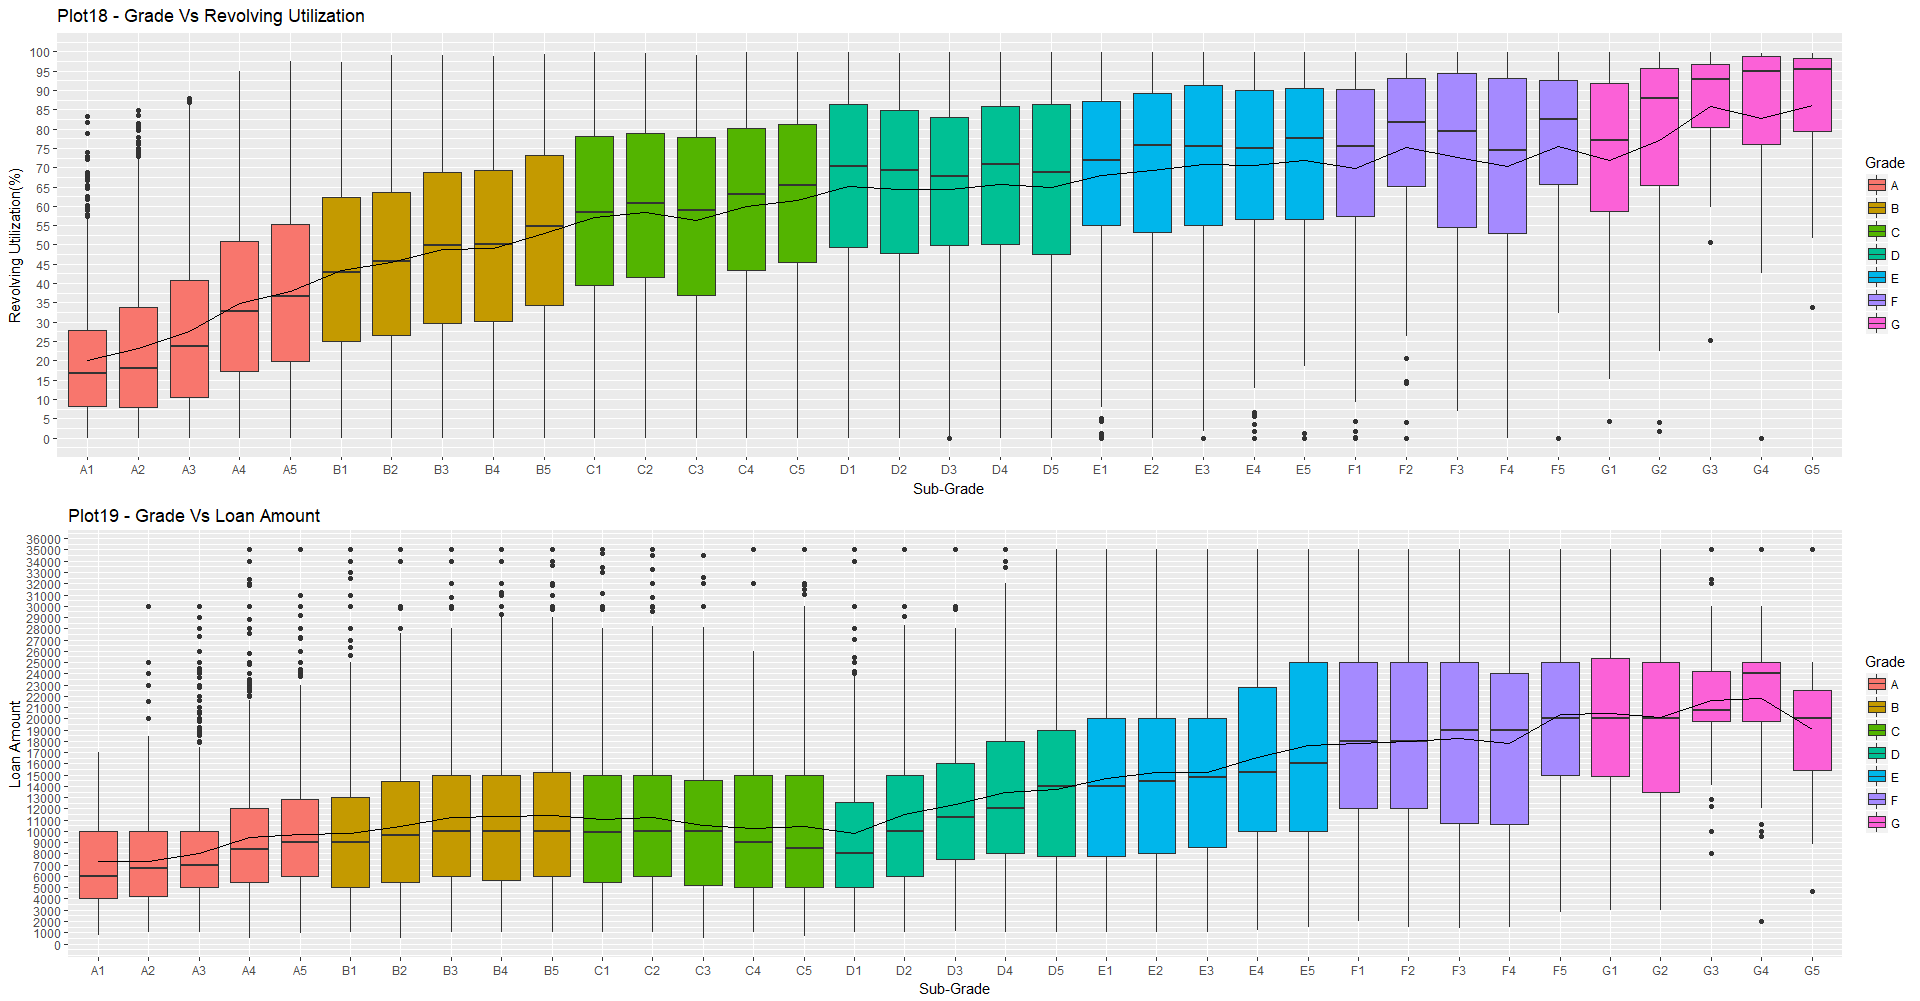 Plot18 - Grade Vs Revolving Utilization
Revolving Utilization(%)
100
95
90
85
80
75
70
65
60
55
50
45
40
35
30
25
20
15
10
5
0
A1 A2 A3 A4 A5 B1 B2 B3 B4 B5 C1 C2 C3 C4 C5 D1 D2 D3 D4 D5 E1 E2 E3 E4 E5 F1 F2 F3 F4 F5 G1 G2 G3 G4 G5
Sub-Grade
Grade
A
B
C
D
E
F
G
Plot19 - Grade Vs Loan Amount
Loan Amount
36000
35000
34000
33000
32000
31000
30000
29000
28000
27000
26000
25000
24000
23000
22000
21000
20000
19000
18000
17000
16000
15000
14000
13000
12000
11000
10000
9000
8000
7000
6000
5000
4000
3000
2000
1000
0
A1 A2 A3 A4 A5 B1 B2 B3 B4 B5 C1 C2 C3 C4 C5 D1 D2 D3 D4 D5 E1 E2 E3 E4 E5 F1 F2 F3 F4 F5 G1 G2 G3 G4 G5
Sub-Grade
Grade
A
B
C
D
E
F
G